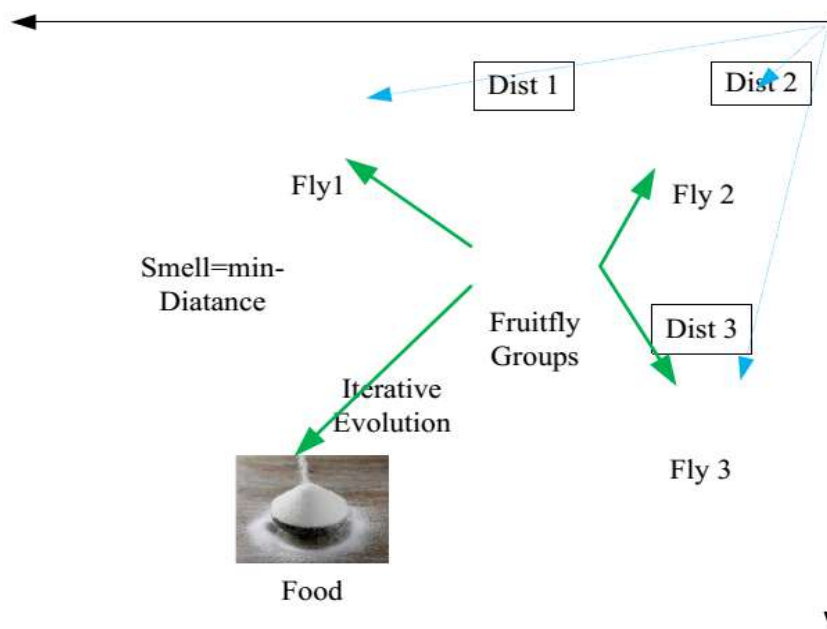 Dist 1
Dist 2
Fly1
Fly 2
Smell=min-
Diatance
Fruitfly
Groups
Dist 3
Iterative
Evolution
Fly 3
Food